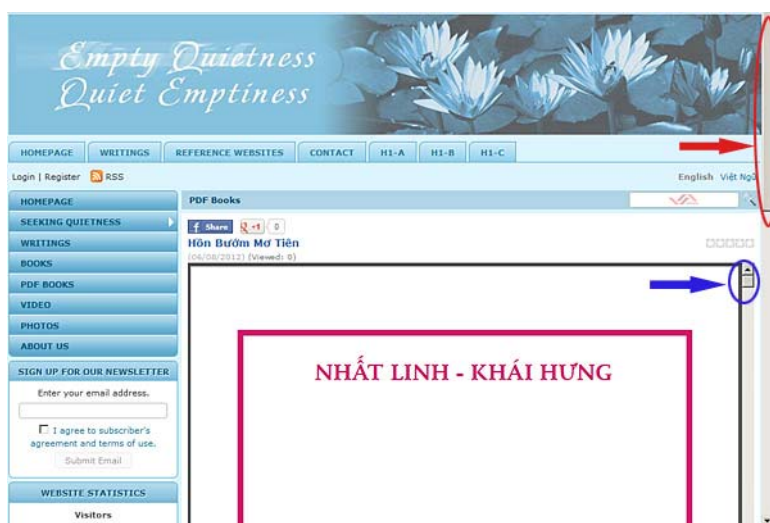 Empty Quietness
Quiet Emptiness
HOMEPAGE WRITINGS REFERENCE WEBSITES CONTACT H1-A H1-B H1-C
Login | Register RSS English Việt Ngữ
HOMEPAGE
SEEKING QUIETNESS
WRITINGS
BOOKS
PDF BOOKS
VIDEO
PHOTOS
ABOUT US
SIGN UP FOR OUR NEWSLETTER
Enter your email address.
I agree to subscriber's
agreement and terms of use.
Submit Email
WEBSITE STATISTICS
Visitors
PDF Books
f Share +1 0
Hồn Bướm Mơ Tiên
(04/08/2012) (Viewed: 0)
NHẤT LINH - KHÁI HƯNG